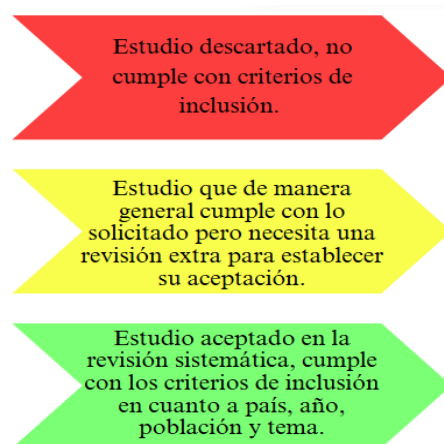 Estudio descartado, no
cumple con criterios de
inclusión.
Estudio que de manera
general cumple con lo
solicitado pero necesita una
revisión extra para establecer
su aceptación.
Estudio aceptado en la
revisión sistemática, cumple
con los criterios de inclusión
en cuanto a país, año,
población y tema.